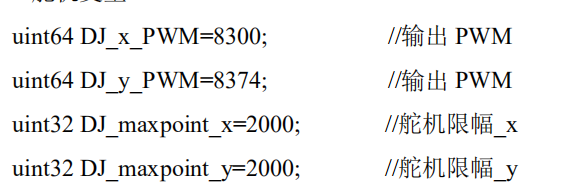 uint64 DJ_x_PWM=8300; //输出 PWM
uint64 DJ_y_PWM=8374; //输出 PWM
uint32 DJ_maxpoint_x=2000; //舵机限幅_x
uint32 DJ_maxpoint_y=2000; //舵机限幅_y